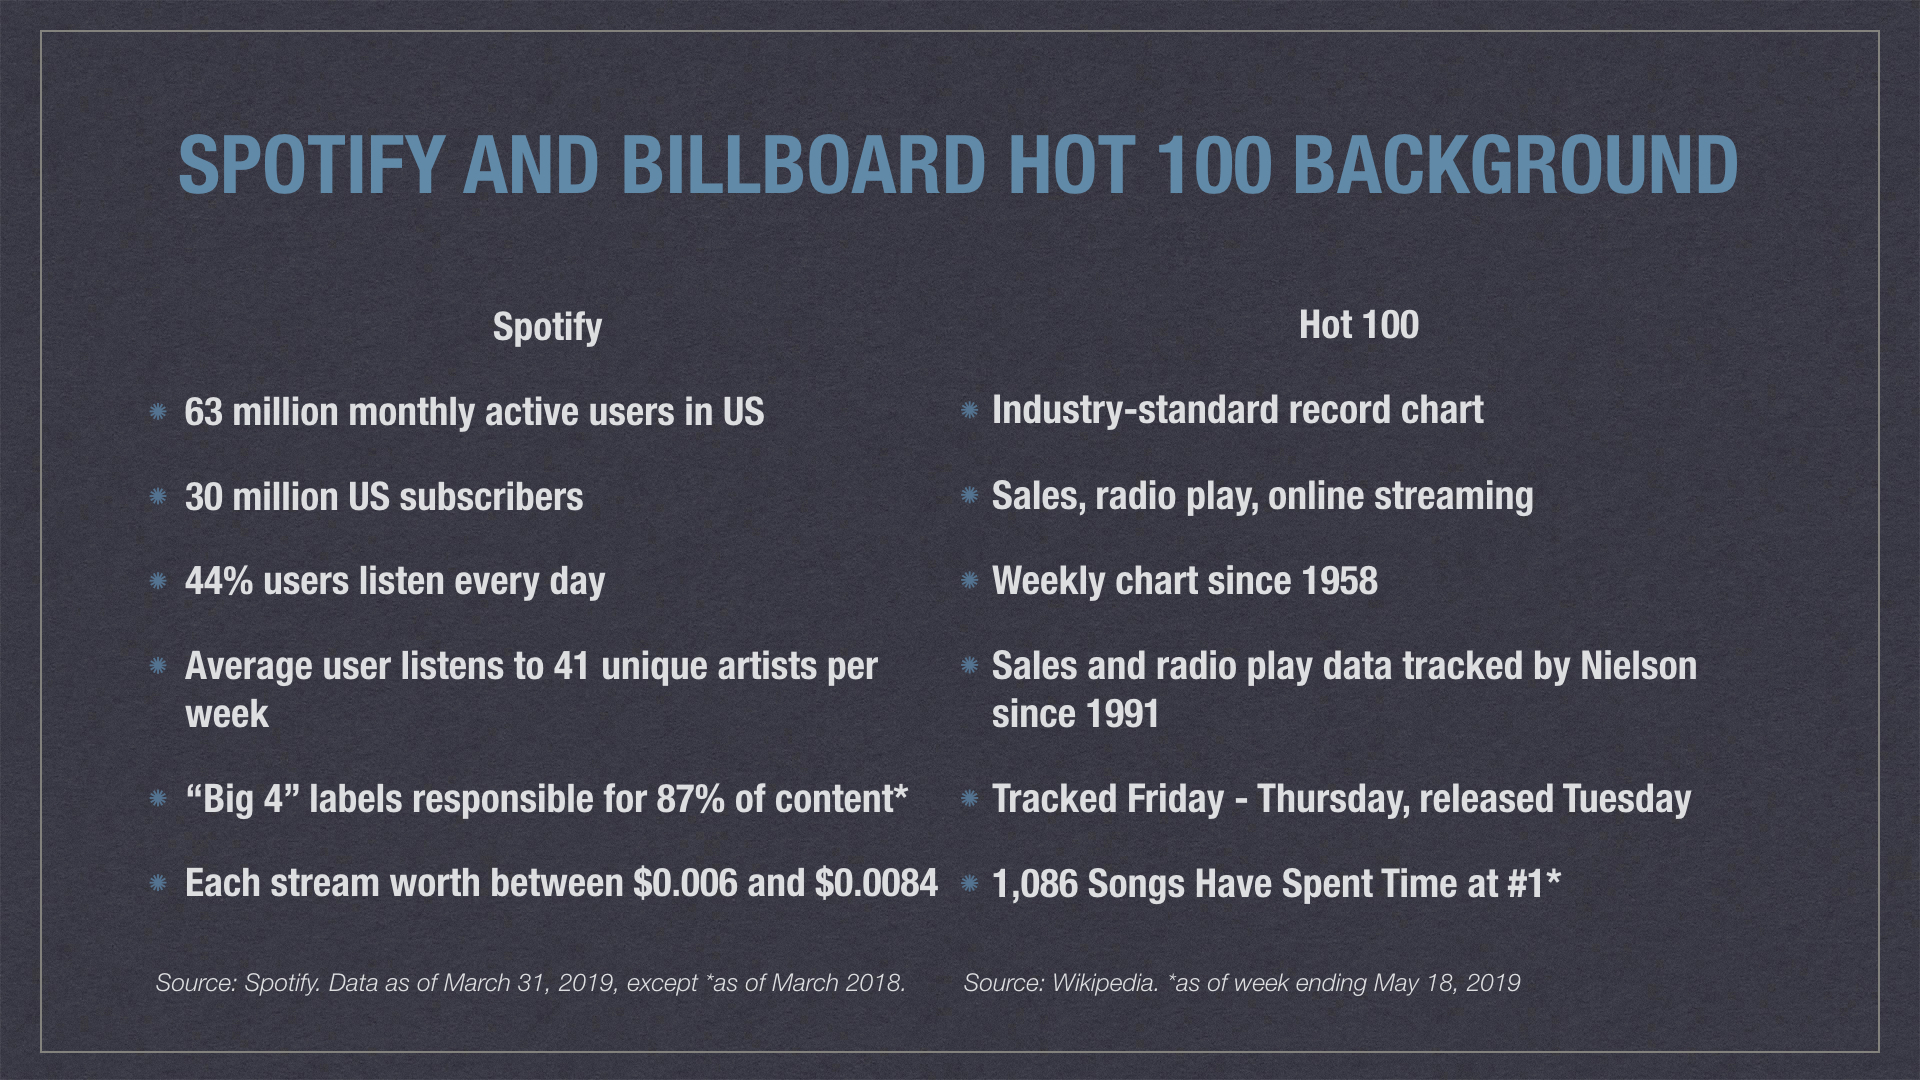 SPOTIFY AND BILLBOARD HOT 100 BACKGROUND
Spotify
63 million monthly active users in US
30 million US subscribers
44% users listen every day
Average user listens to 41 unique artists per
week
“Big 4” labels responsible for 87% of content*
Each stream worth between $0.006 and $0.0084
Source: Spotify. Data as of March 31, 2019, except *as of March 2018.
Hot 100
Industry-standard record chart
Sales, radio play, online streaming
Weekly chart since 1958
Sales and radio play data tracked by Nielson
since 1991
Tracked Friday - Thursday, released Tuesday
1,086 Songs Have Spent Time at #1*
Source: Wikipedia. *as of week ending May 18, 2019